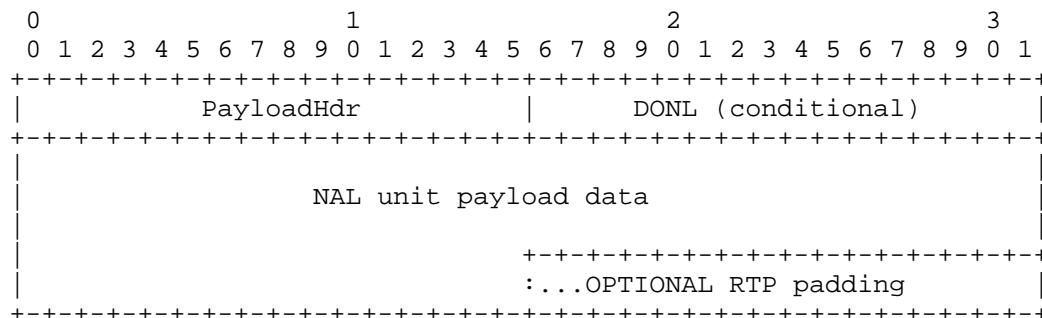 0                   1                   2                   3
 0 1 2 3 4 5 6 7 8 9 0 1 2 3 4 5 6 7 8 9 0 1 2 3 4 5 6 7 8 9 0 1
+-+-+-+-+-+-+-+-+-+-+-+-+-+-+-+-+-+-+-+-+-+-+-+-+-+-+-+-+-+-+-+-+
|           PayloadHdr          |      DONL (conditional)       |
+-+-+-+-+-+-+-+-+-+-+-+-+-+-+-+-+-+-+-+-+-+-+-+-+-+-+-+-+-+-+-+-+
|                                                               |
|                  NAL unit payload data                        |
|                                                               |
|                               +-+-+-+-+-+-+-+-+-+-+-+-+-+-+-+-+
|                               :...OPTIONAL RTP padding        |
+-+-+-+-+-+-+-+-+-+-+-+-+-+-+-+-+-+-+-+-+-+-+-+-+-+-+-+-+-+-+-+-+